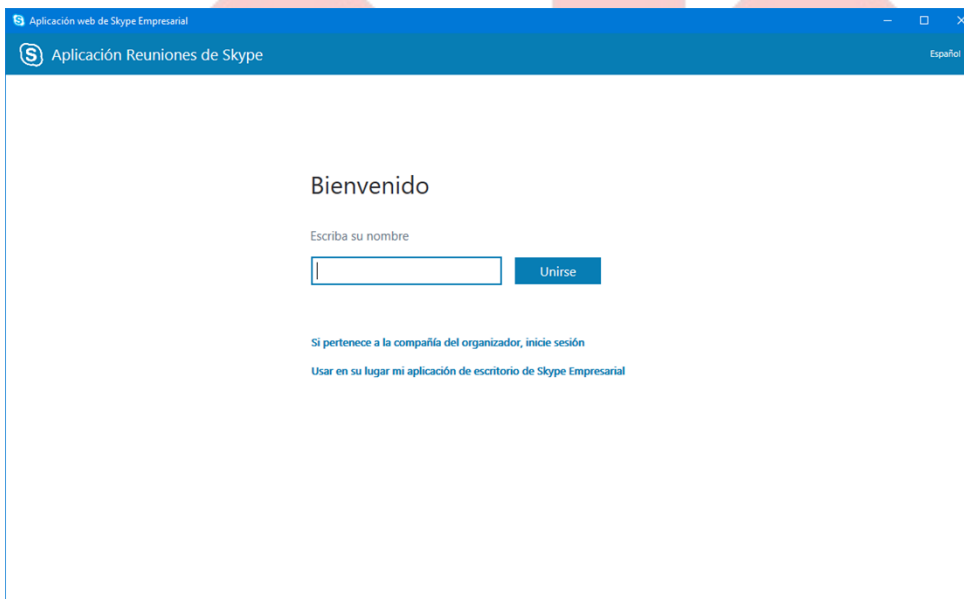 Aplicación web de Skype Empresarial
Aplicación Reuniones de Skype
Español
Bienvenido
Escriba su nombre
Unirse
Si pertenece a la compañía del organizador, inicie sesión
Usar en su lugar mi aplicación de escritorio de Skype Empresarial